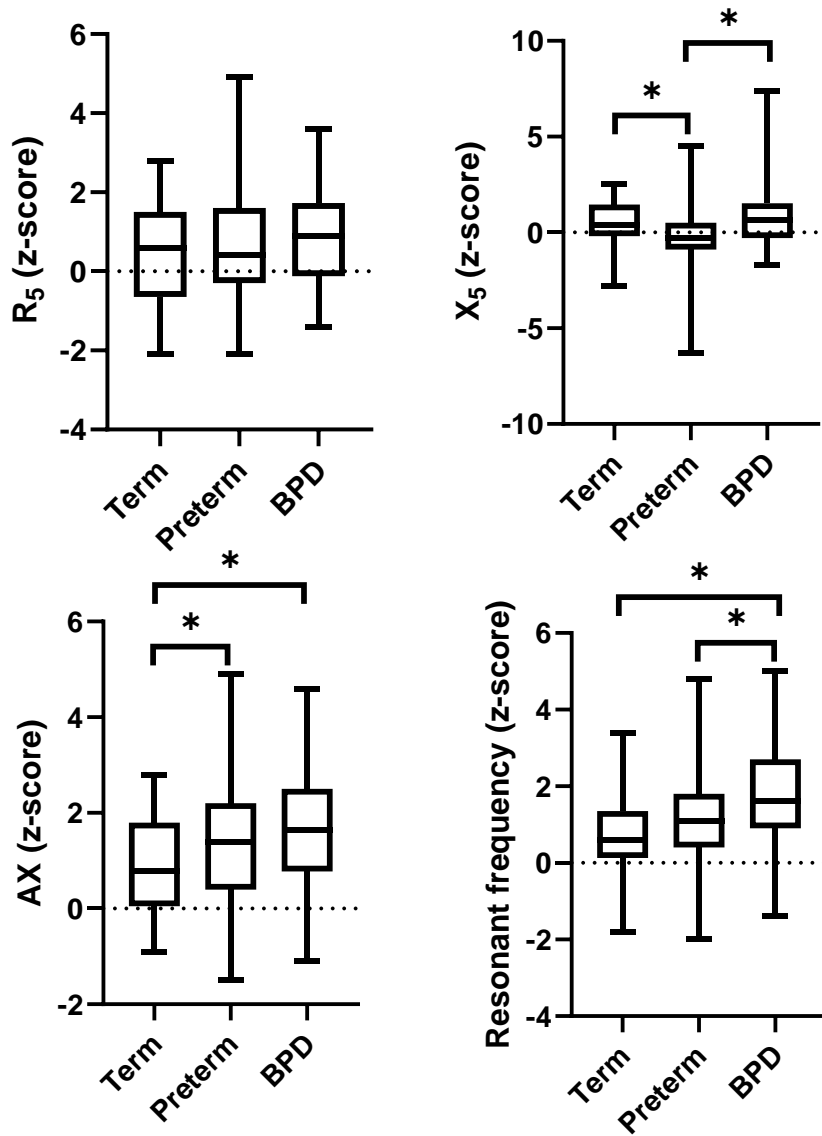 R5 (z-score)
6
4
2
0
-2
-4
Term
Preterm
BPD
X5 (z-score)
10
5
0
-5
-10
*
*
Term
Preterm
BPD
AX (z-score)
6
4
2
0
-2
*
*
Term
Preterm
BPD
Resonant frequency (z-score)
6
4
2
0
-2
-4
*
*
Term
Preterm
BPD